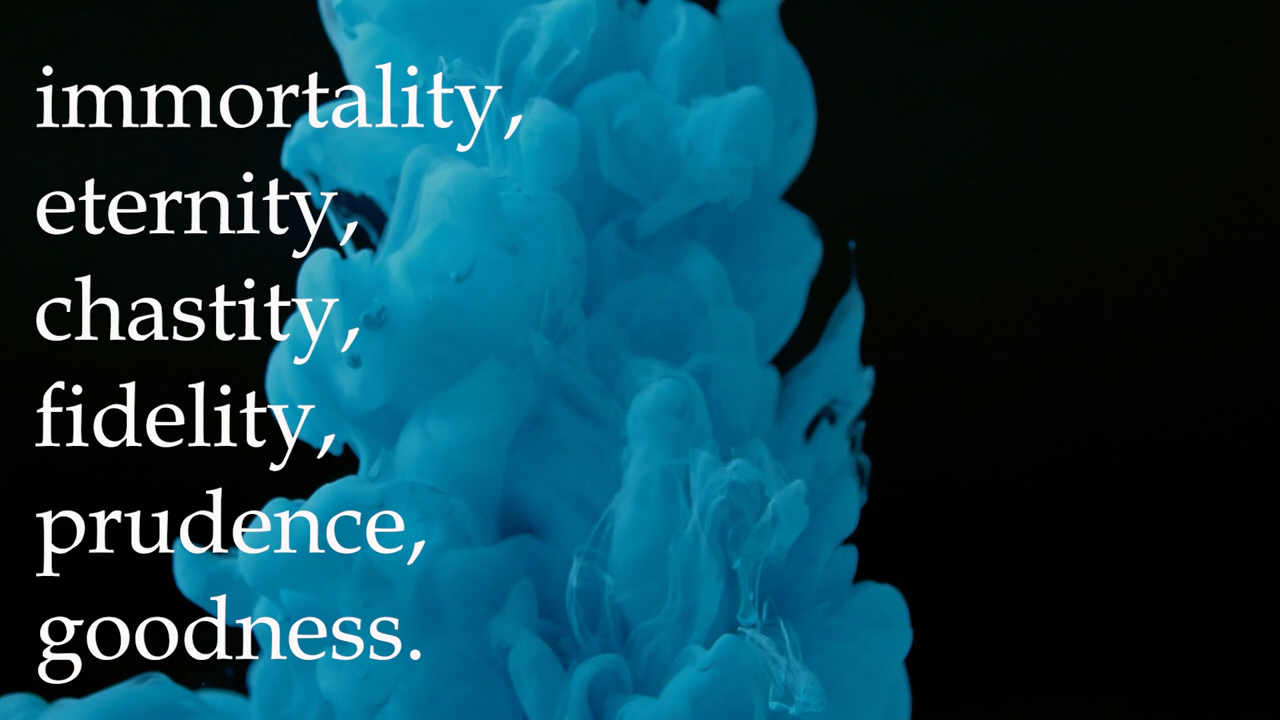 immortality,
eternity,
chastity,
fidelity,
prudence,
goodness.